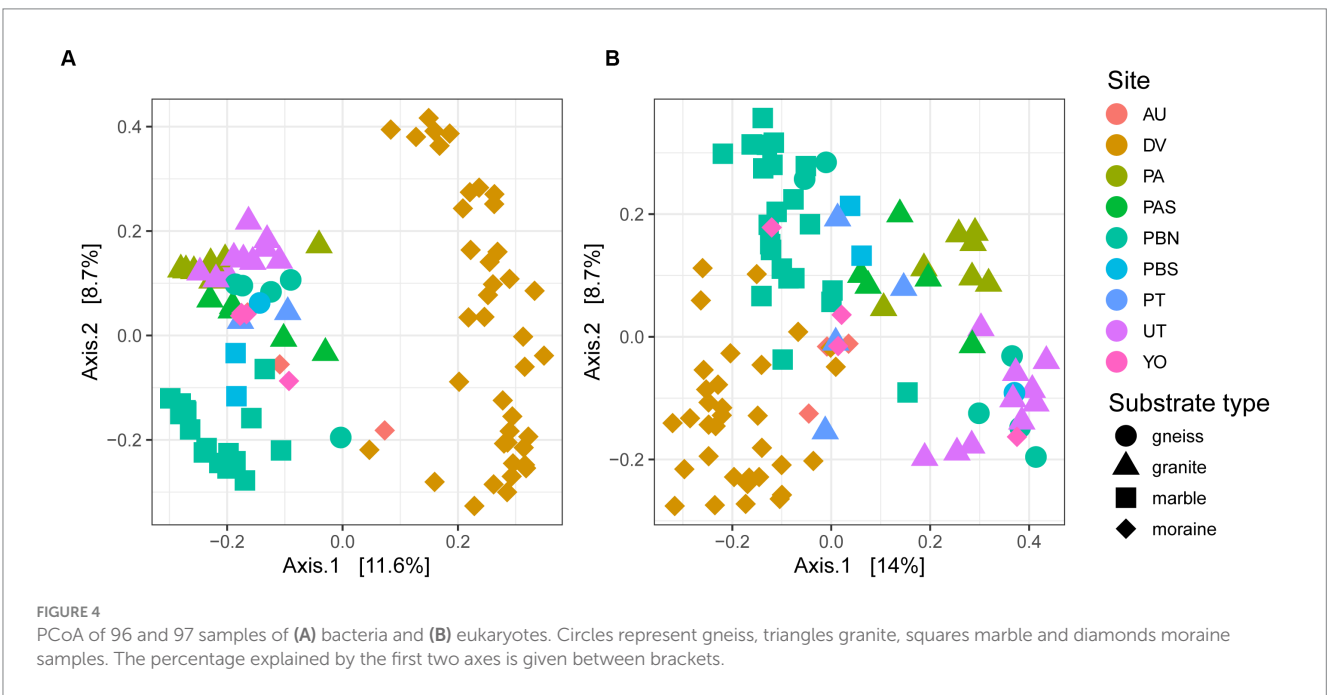 A
B
Axis.2 [8.7%]
0.4
0.2
0.0
−0.2
−0.2
0.0
0.2
Axis.1 [11.6%]
Axis.2 [8.7%]
0.2
0.0
−0.2
−0.2
0.0
0.2
0.4
Axis.1 [14%]
Site
AU
DV
PA
PAS
PBN
PBS
PT
UT
YO
Substrate type
gneiss
granite
marble
moraine
FIGURE 4
PCoA of 96 and 97 samples of (A) bacteria and (B) eukaryotes. Circles represent gneiss, triangles granite, squares marble and diamonds moraine
samples. The percentage explained by the first two axes is given between brackets.